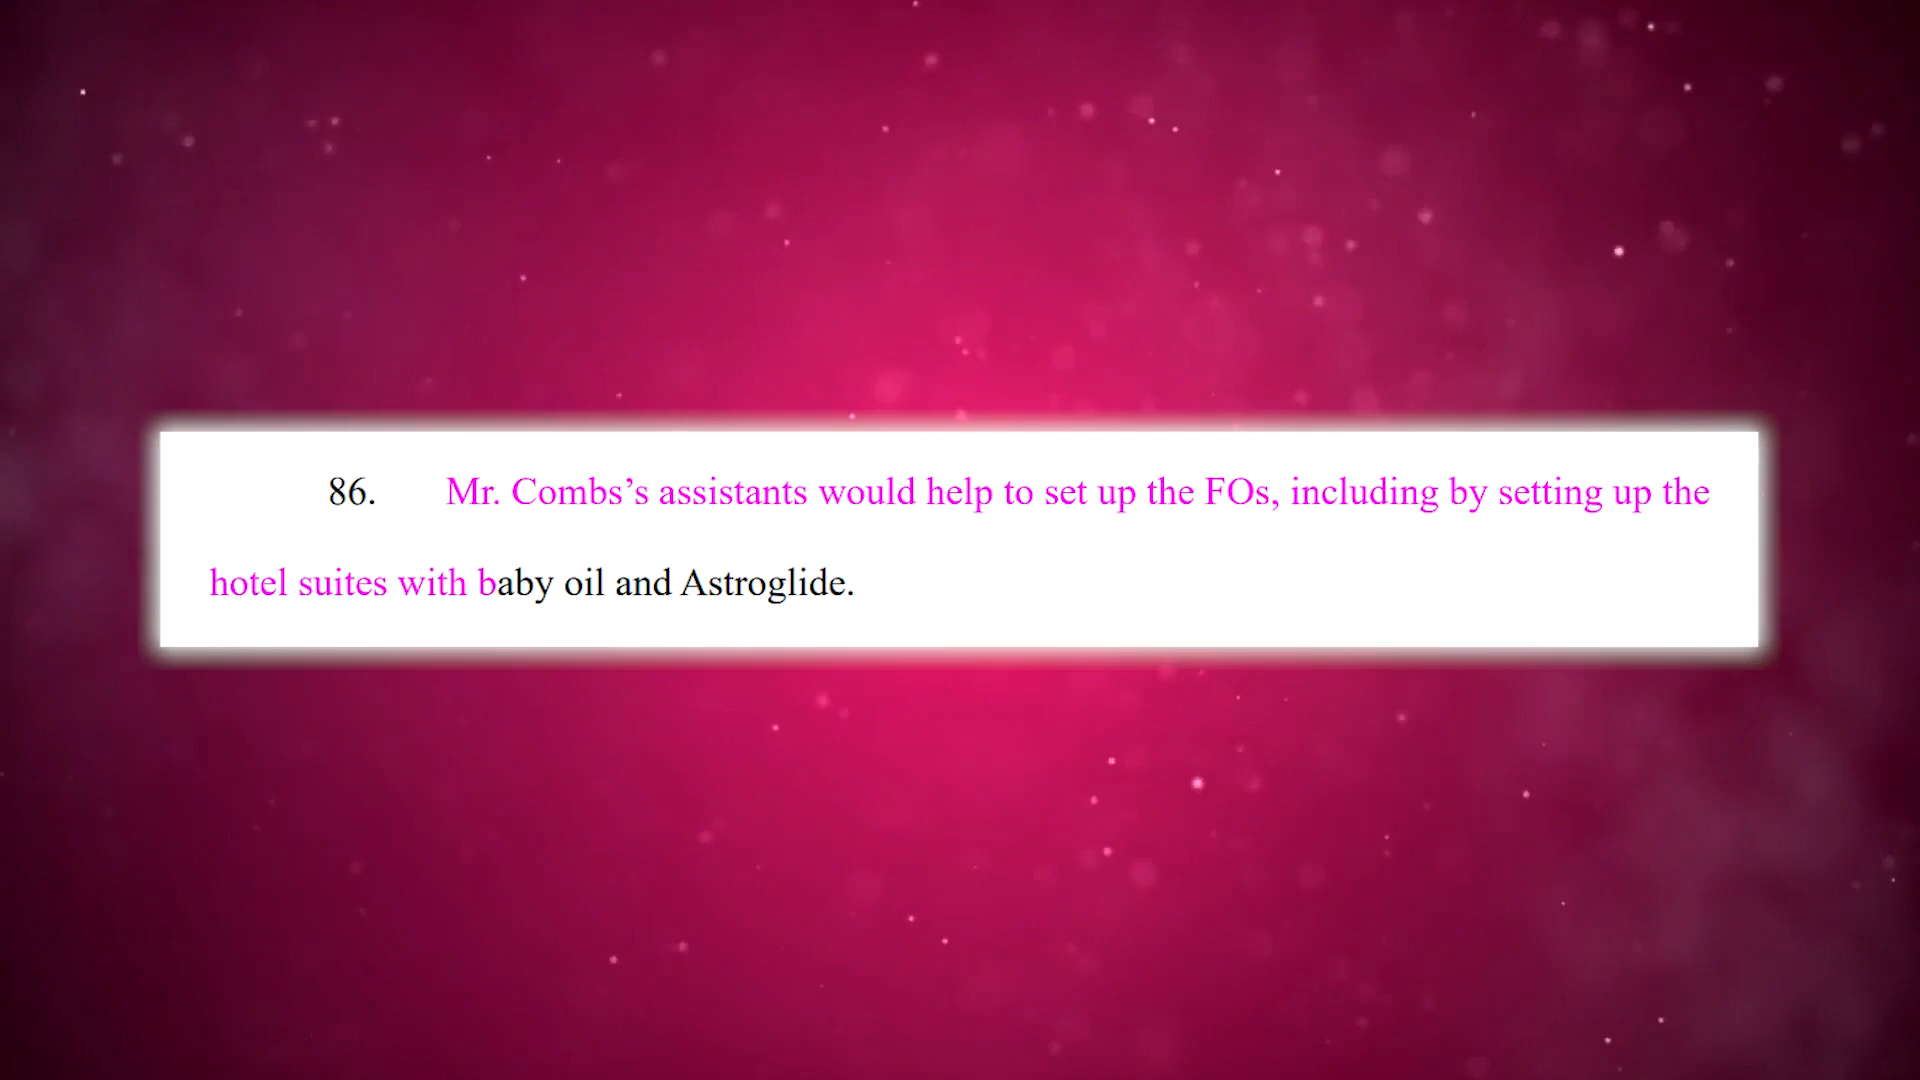 86. Mr. Combs’s assistants would help to set up the FOs, including by setting up the
hotel suites with baby oil and Astroglide.